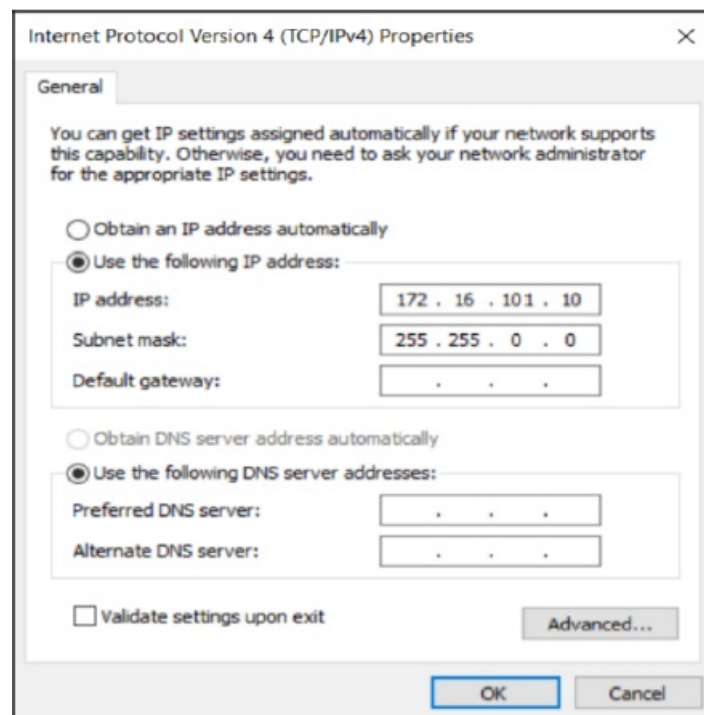 Internet Protocol Version 4 (TCP/IPv4) Properties
General
You can get IP settings assigned automatically if your network supports
this capability. Otherwise, you need to ask your network administrator
for the appropriate IP settings.
Obtain an IP address automatically
Use the following IP address:
IP address: 172 . 16 . 101 . 10
Subnet mask: 255 . 255 . 0 . 0
Default gateway: . . .
Obtain DNS server address automatically
Use the following DNS server addresses:
Preferred DNS server: . . .
Alternate DNS server: . . .
Validate settings upon exit
Advanced...
OK Cancel